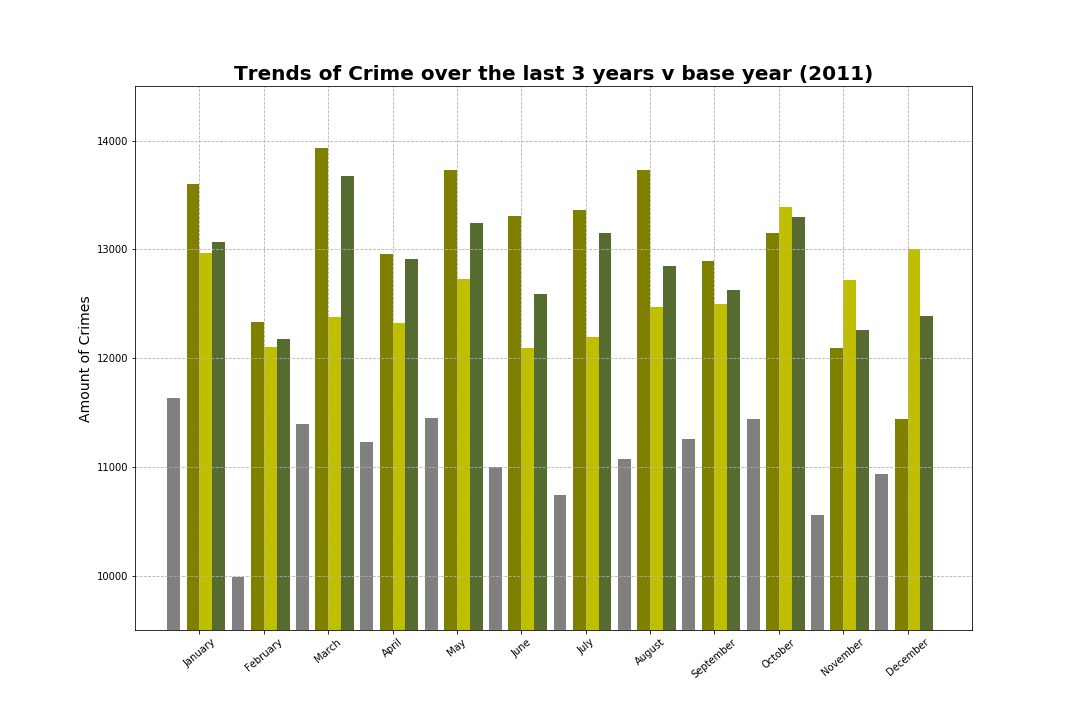 Trends of Crime over the last 3 years v base year (2011)
Amount of Crimes
14000
13000
12000
11000
10000
January
February
March
April
May
June
July
August
September
October
November
December